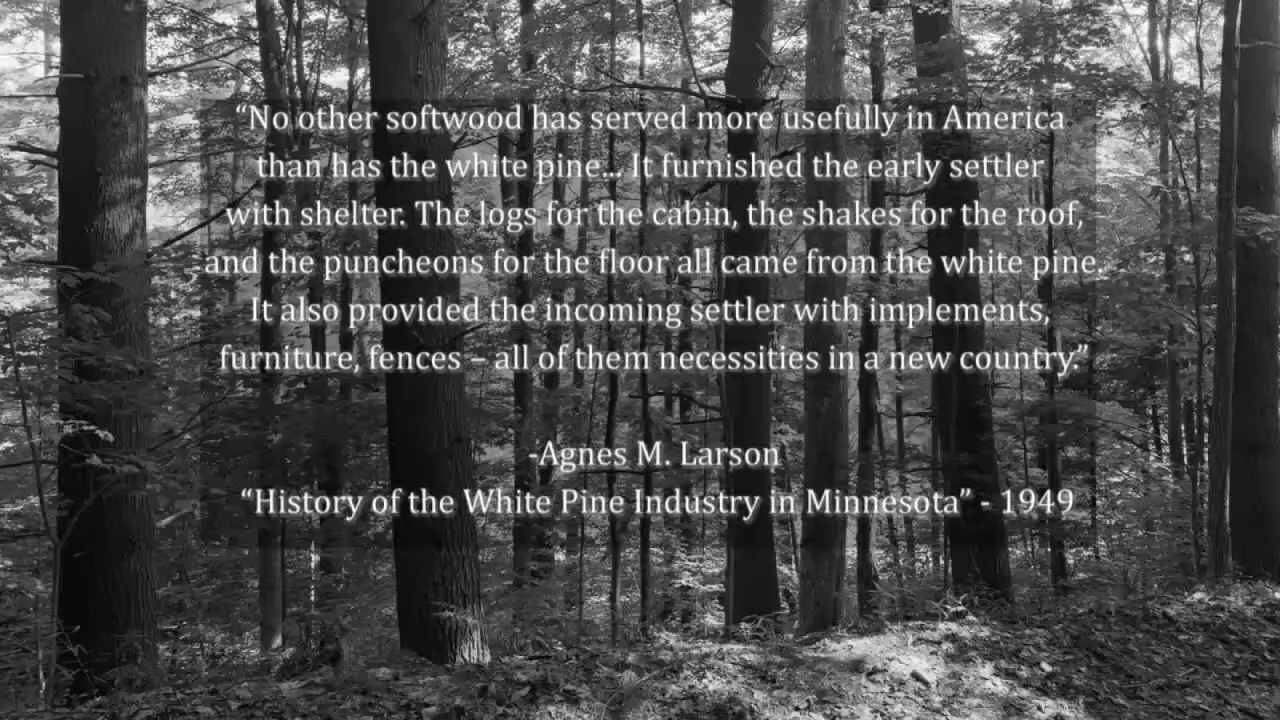 “No other softwood has served more usefully in America
than has the white pine... It furnished the early settler
with shelter. The logs for the cabin, the shakes for the roof,
and the puncheons for the floor all came from the white pine.
It also provided the incoming settler with implements,
furniture, fences – all of them necessities in a new country.”
-Agnes M. Larson
“History of the White Pine Industry in Minnesota” - 1949